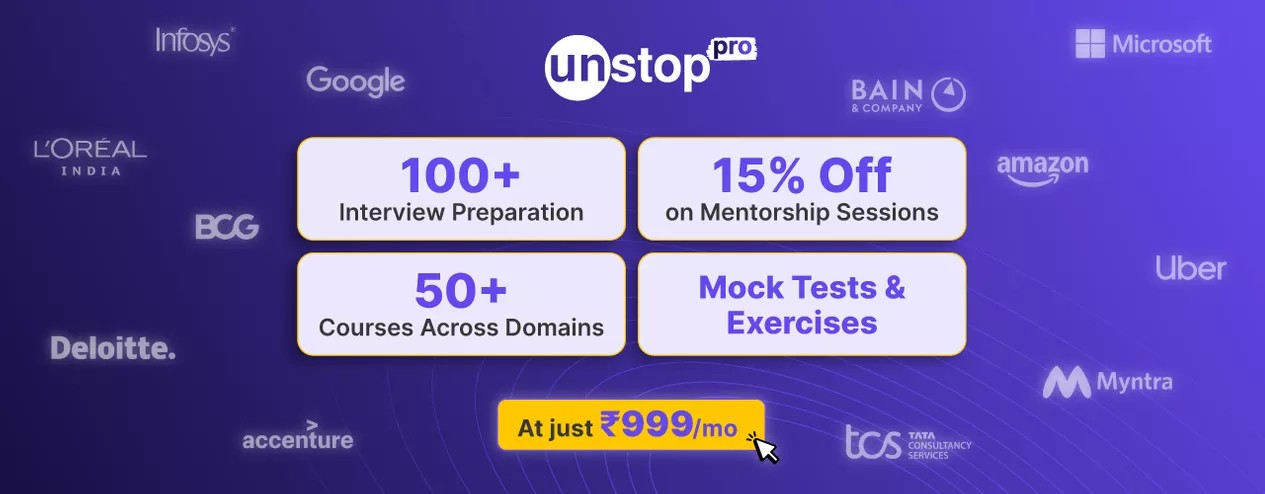 Infosys®
Google
unstop pro
Microsoft
BAIN
& COMPANY
L'ORÉAL
INDIA
amazon
BCG
100+
Interview Preparation
15% Off
on Mentorship Sessions
50+
Courses Across Domains
Mock Tests &
Exercises
Uber
Deloitte.
Myntra
accenture
At just ₹999/mo
tcs TATA
CONSULTANCY
SERVICES